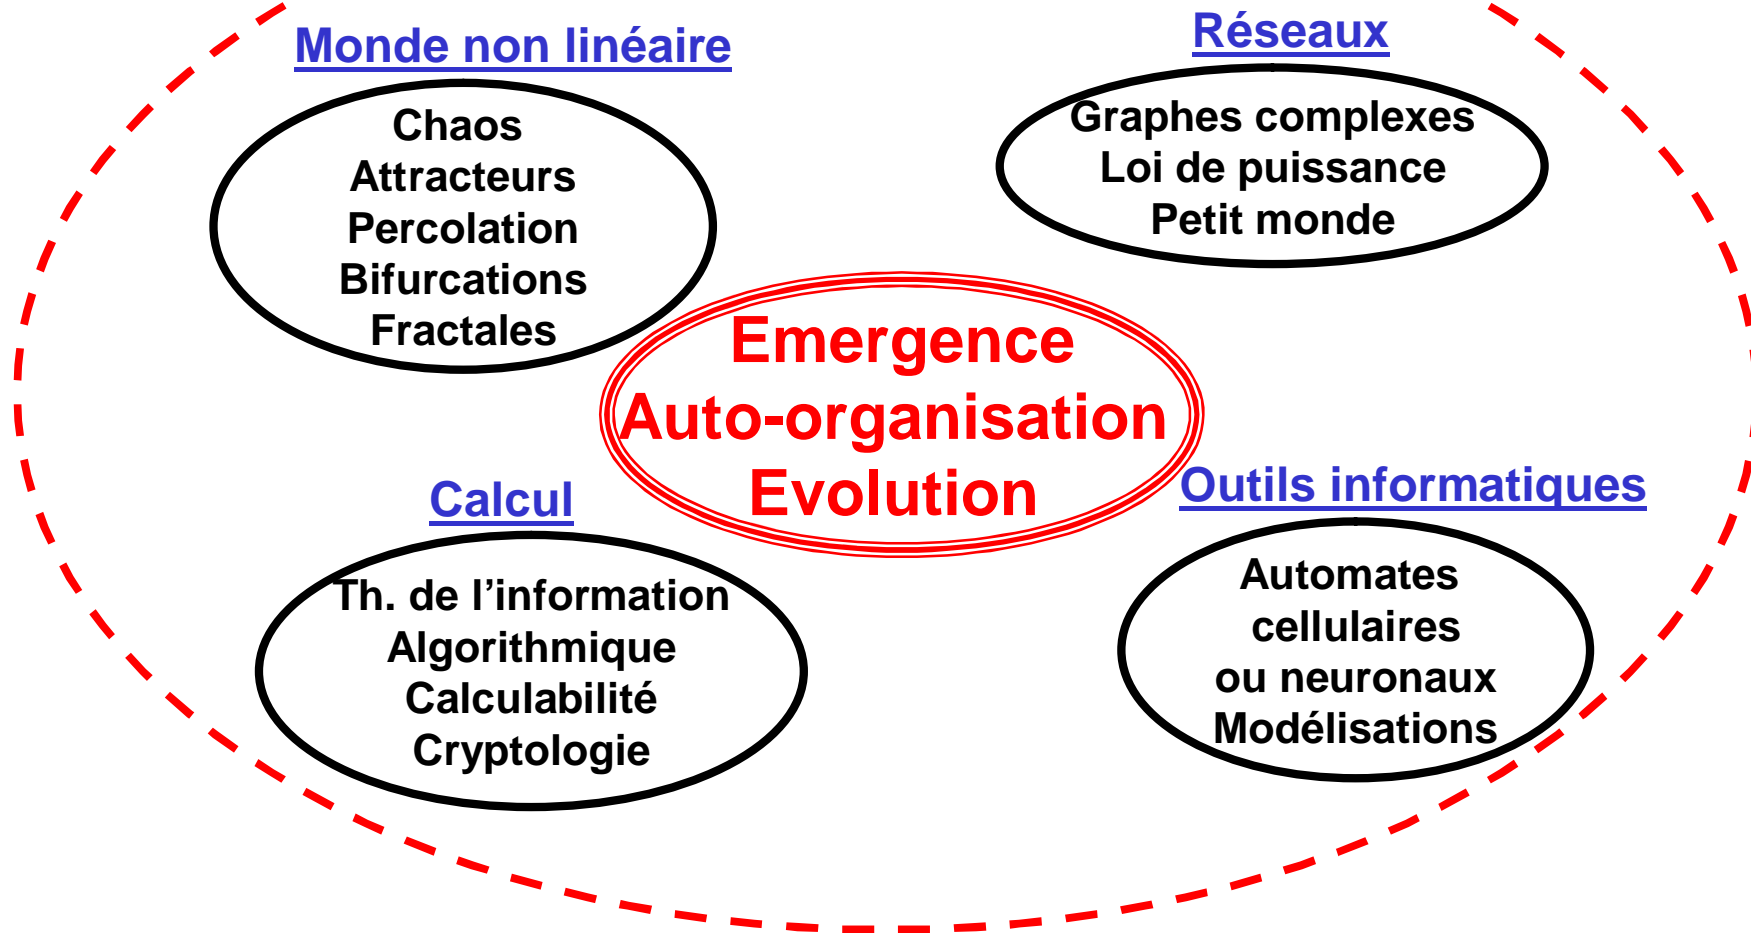 Monde non linéaire
Chaos
Attracteurs
Percolation
Bifurcations
Fractales
Réseaux
Graphes complexes
Loi de puissance
Petit monde
Emergence
Auto-organisation
Evolution
Calcul
Th. de l’information
Algorithmique
Calculabilité
Cryptologie
Outils informatiques
Automates
cellulaires
ou neuronaux
Modélisations